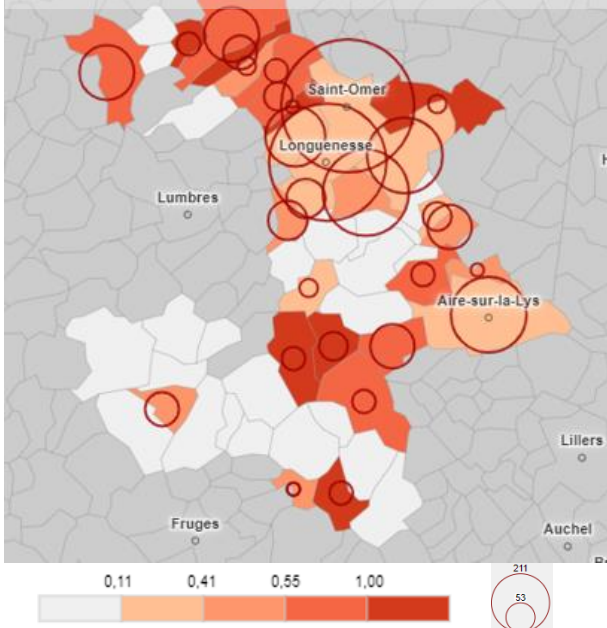 Saint-Omer
Longuenesse
H
Lumbres
Aire-sur-la-Lys
Lillers
Fruges
Auchel
0,11 0,41 0,55 1,00
211
53